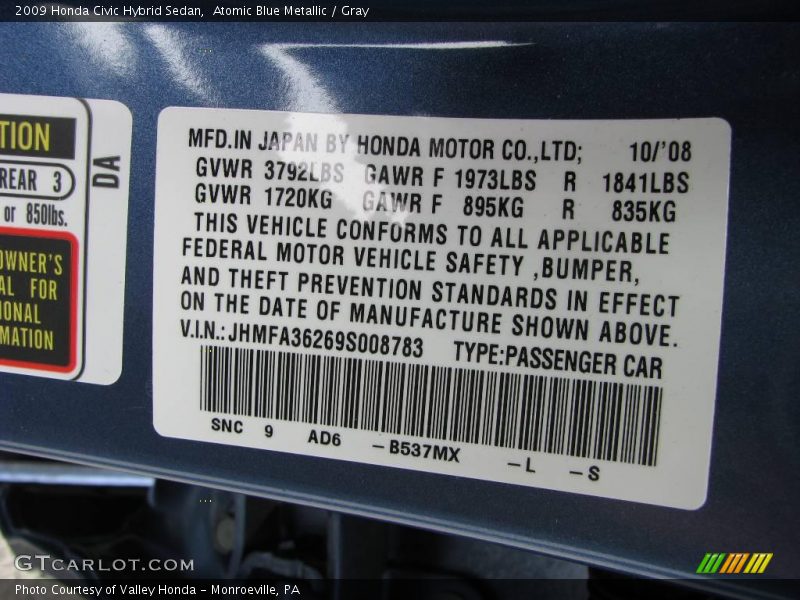 2009 Honda Civic Hybrid Sedan,  Atomic Blue Metallic / Gray
TION
REAR 3
or 850lbs.
OWNER'S
AL FOR
IONAL
MATION
DA
MFD.IN JAPAN BY HONDA MOTOR CO.,LTD; 10/'08
GVWR 3792LBS GAWR F 1973LBS R 1841LBS
GVWR 1720KG GAWR F 895KG R 835KG
THIS VEHICLE CONFORMS TO ALL APPLICABLE
FEDERAL MOTOR VEHICLE SAFETY ,BUMPER,
AND THEFT PREVENTION STANDARDS IN EFFECT
ON THE DATE OF MANUFACTURE SHOWN ABOVE.
V.I.N.:JHMFA36269S008783 TYPE:PASSENGER CAR
SNC 9 AD6 -B537MX -L -S
GTCARLOT.COM
Photo Courtesy of Valley Honda - Monroeville, PA